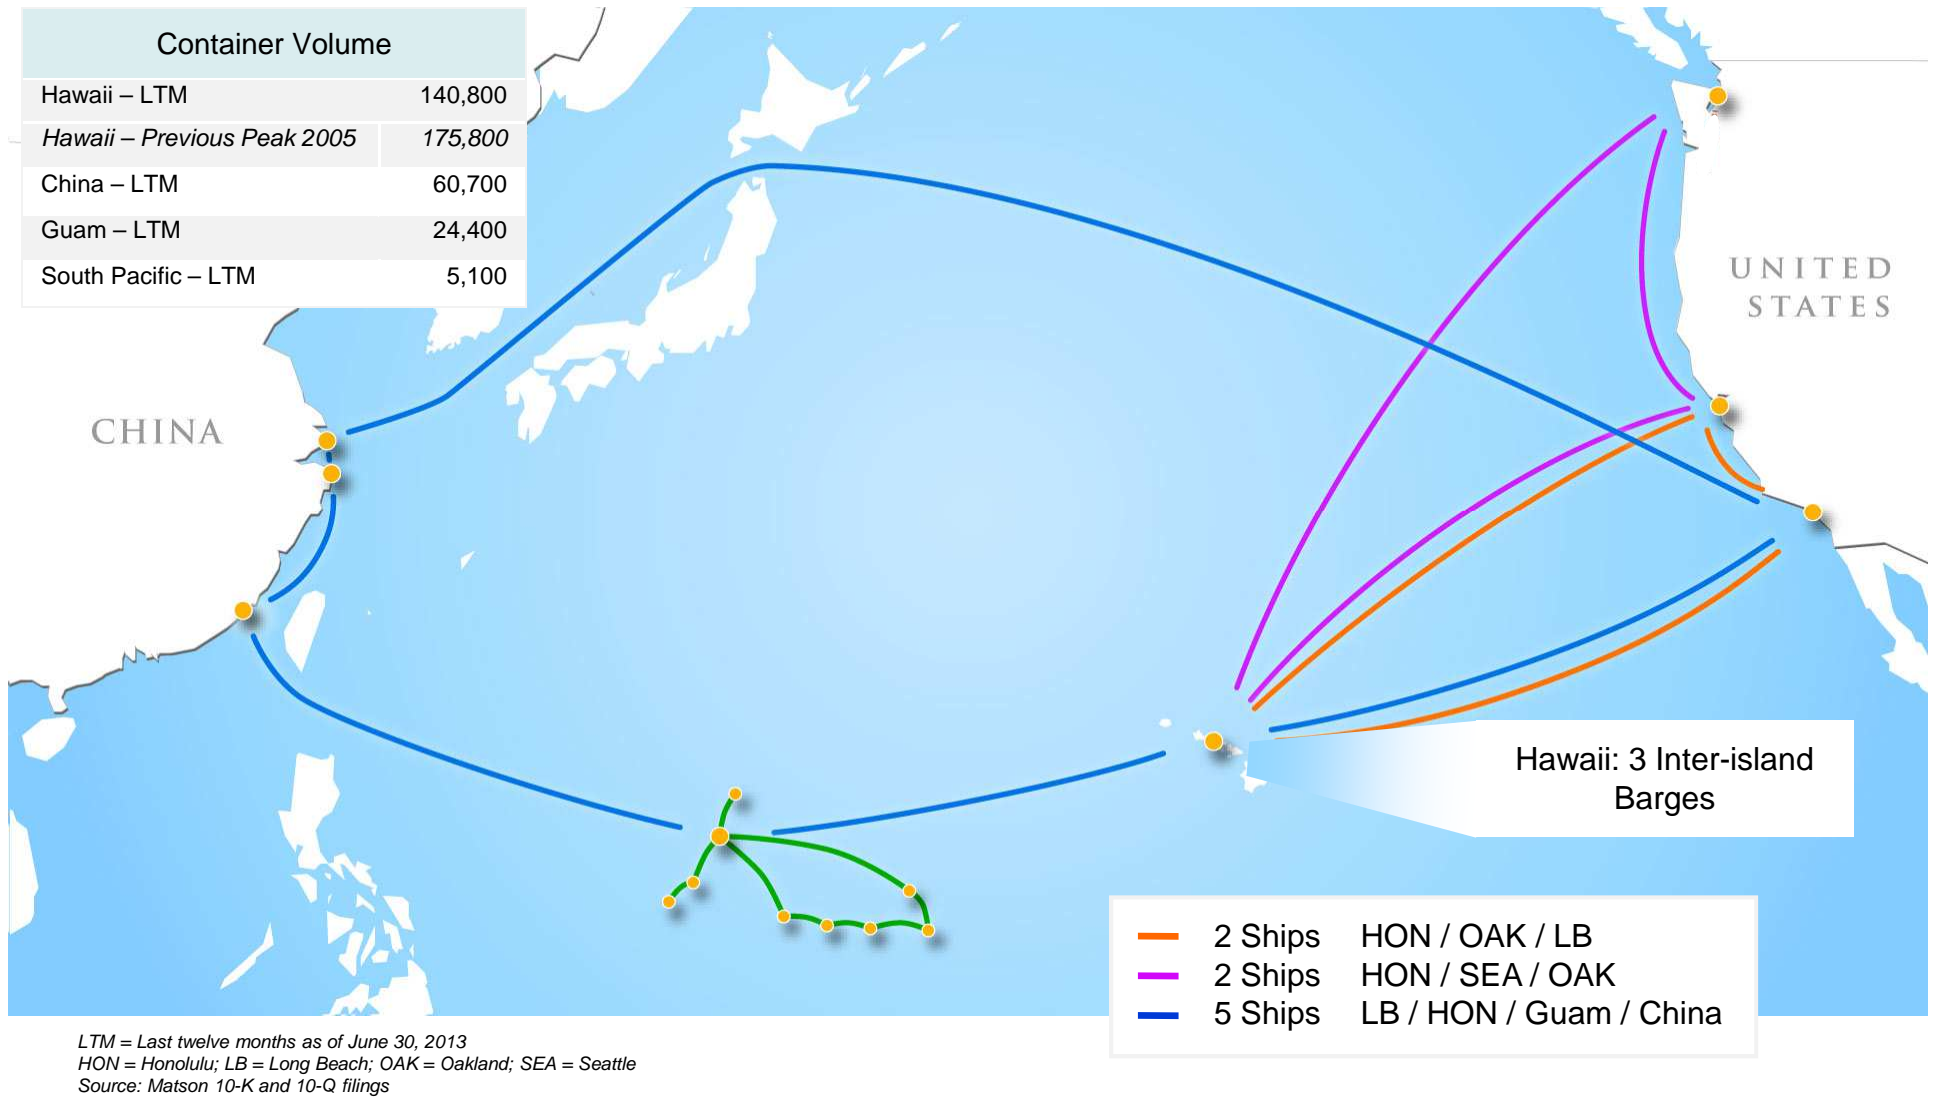 Container Volume
Hawaii – LTM 140,800
Hawaii – Previous Peak 2005 175,800
China – LTM 60,700
Guam – LTM 24,400
South Pacific – LTM 5,100
UNITED
STATES
CHINA
Hawaii: 3 Inter-island
Barges
2 Ships HON / OAK / LB
2 Ships HON / SEA / OAK
5 Ships LB / HON / Guam / China
LTM = Last twelve months as of June 30, 2013
HON = Honolulu; LB = Long Beach; OAK = Oakland; SEA = Seattle
Source: Matson 10-K and 10-Q filings